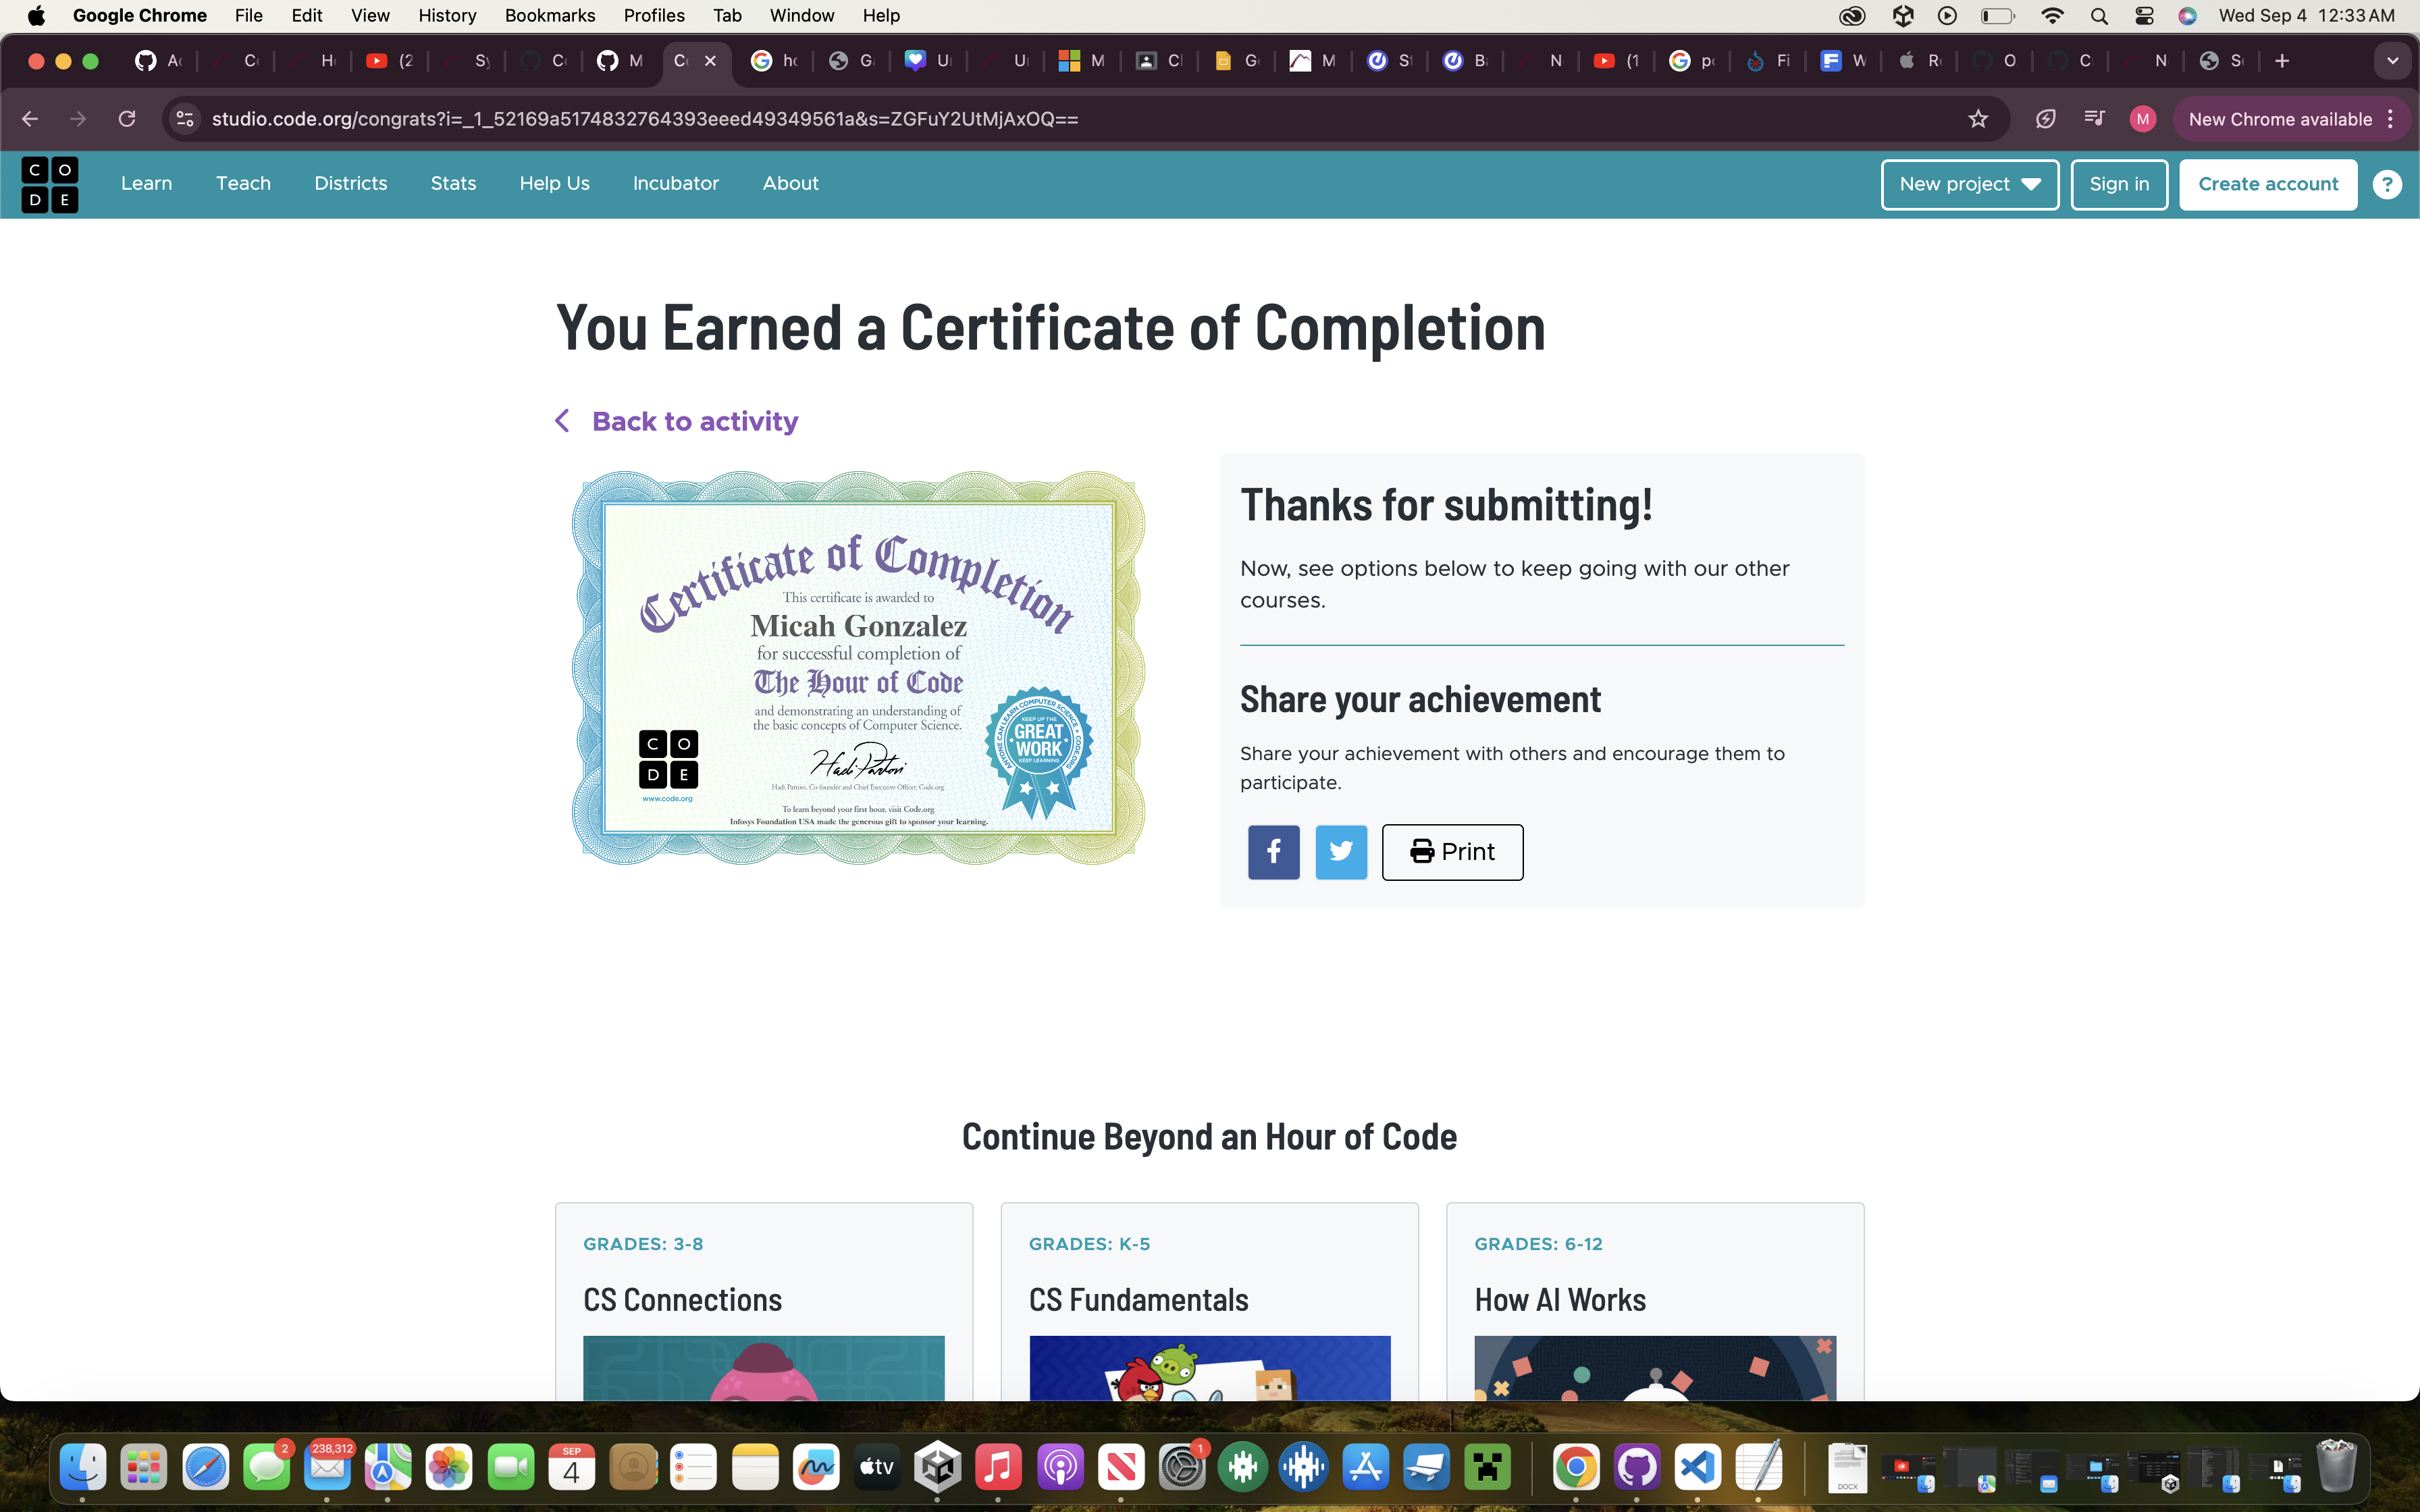 Google Chrome File Edit View History Bookmarks Profiles Tab Window Help Wed Sep 4 12:33 AM
studio.code.org/congrats?i=_1_52169a5174832764393eeed49349561a&s=ZGFuY2UtMjAxOQ== M New Chrome available
C O D E Learn Teach Districts Stats Help Us Incubator About New project Sign in Create account ?
You Earned a Certificate of Completion
Back to activity
Certificate of Completion
This certificate is awarded to
Micah Gonzalez
for successful completion of
The Hour of Code
and demonstrating an understanding of
the basic concepts of Computer Science.
C O
D E
www.code.org
Hadi Partovi, Co-founder and Chief Executive Officer, Code.org
To learn beyond your first hour, visit Code.org
Infosys Foundation USA made the generous gift to sponsor your learning.
ANYONE CAN LEARN COMPUTER SCIENCE • CODE.ORG
KEEP UP THE
GREAT
WORK
KEEP LEARNING
Thanks for submitting!
Now, see options below to keep going with our other
courses.
Share your achievement
Share your achievement with others and encourage them to
participate.
Print
Continue Beyond an Hour of Code
GRADES: 3-8
CS Connections
GRADES: K-5
CS Fundamentals
GRADES: 6-12
How AI Works
2 238,312 SEP 4 tv 1 DOCX